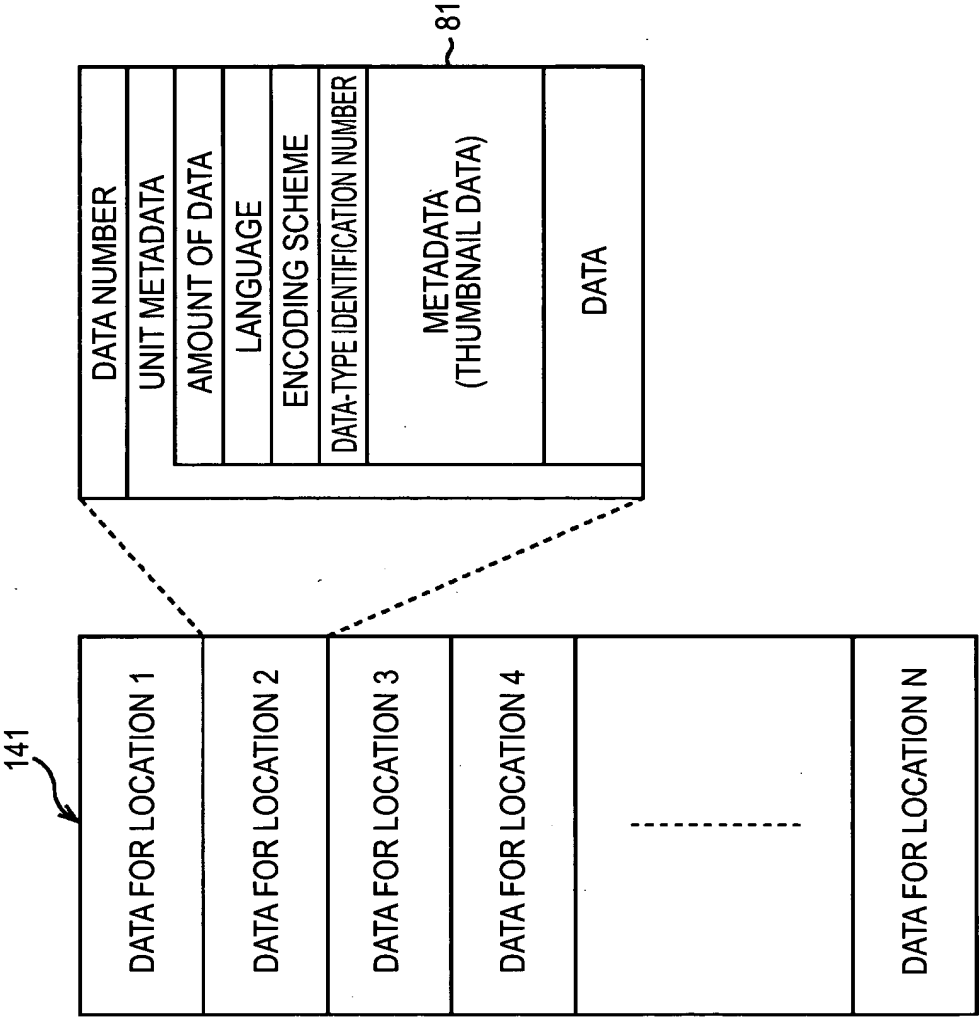 141
DATA FOR LOCATION 1
DATA FOR LOCATION 2
DATA FOR LOCATION 3
DATA FOR LOCATION 4
DATA FOR LOCATION N
DATA NUMBER
UNIT METADATA
AMOUNT OF DATA
LANGUAGE
ENCODING SCHEME
DATA-TYPE IDENTIFICATION NUMBER
METADATA
(THUMBNAIL DATA)
81
DATA